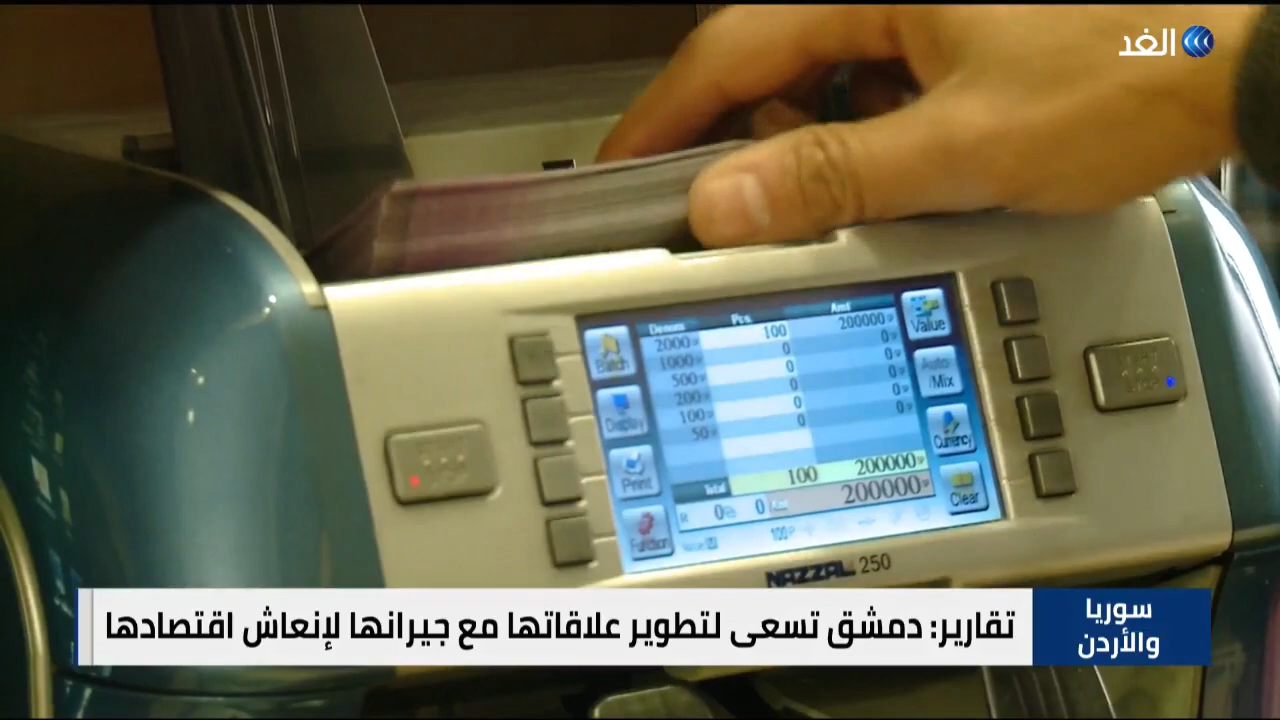 الغد
Denom Pcs. Amt
2000 100 200000
1000 0 0
500 0 0
200 0 0
100 0 0
50 0 0
Total 100 200000
200000
Batch
Display
Print
Function
Value
Auto/Mix
Currency
Clear
NAZZAL 250
سوريا
والأردن
تقارير: دمشق تسعى لتطوير علاقاتها مع جيرانها لإنعاش اقتصادها